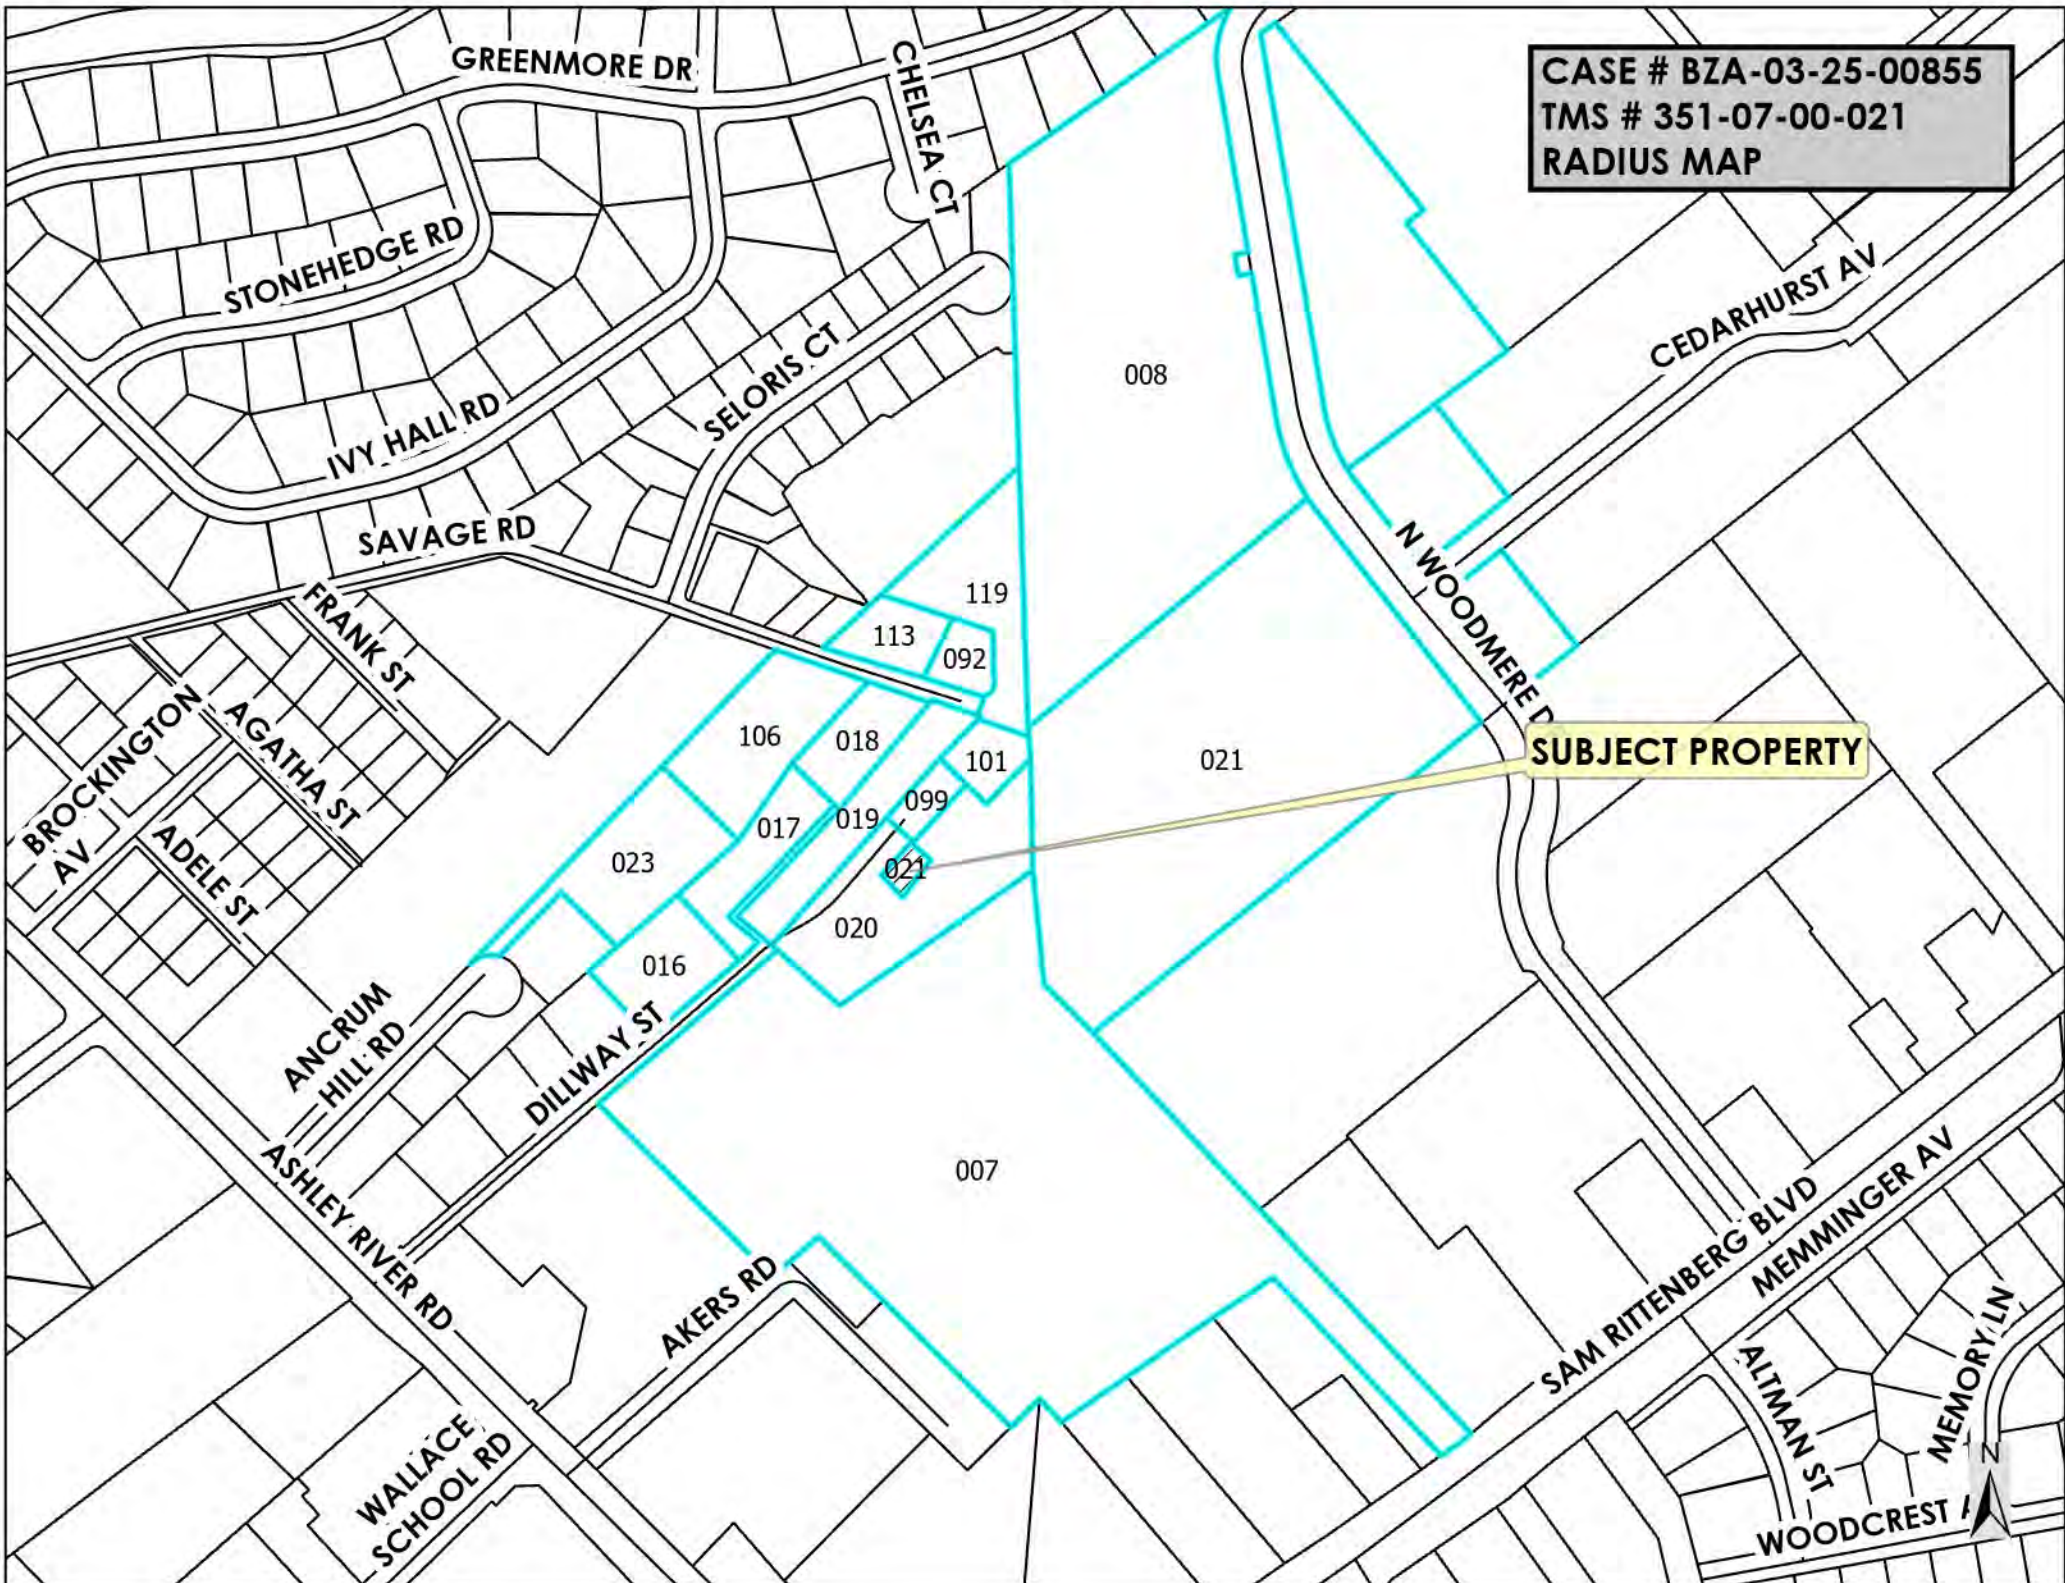 GREENMORE DR
CHELSEA CT
CASE # BZA-03-25-00855
TMS # 351-07-00-021
RADIUS MAP
STONEHEDGE RD
CEDARHURST AV
SELORIS CT
008
IVY HALL RD
SAVAGE RD
N WOODMERE D
FRANK ST
119
113
092
BROCKINGTON
AV
AGATHA ST
ADELE ST
106
018
101
021
SUBJECT PROPERTY
099
017
019
023
021
020
016
ANCRUM
HILL RD
DILLWAY ST
007
ASHLEY RIVER RD
AKERS RD
SAM RITTENBERG BLVD
MEMMINGER AV
ALTMAN ST
MEMORY LN
WALLACE
SCHOOL RD
N
WOODCREST A